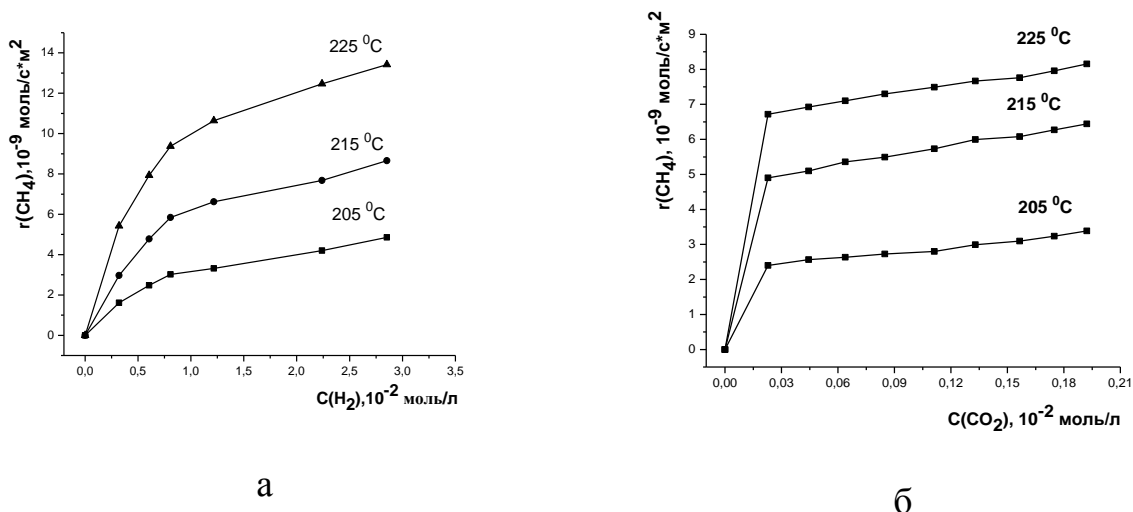 r(CH4),10-9 моль/с*м2
14
12
10
8
6
4
2
0
225 0C
215 0C
205 0C
0,0 0,5 1,0 1,5 2,0 2,5 3,0 3,5
C(H2),10-2 моль/л
а
r(CH4), 10-9 моль/с*м2
9
8
7
6
5
4
3
2
1
0
225 0C
215 0C
205 0C
0,00 0,03 0,06 0,09 0,12 0,15 0,18 0,21
C(CO2), 10-2 моль/л
б